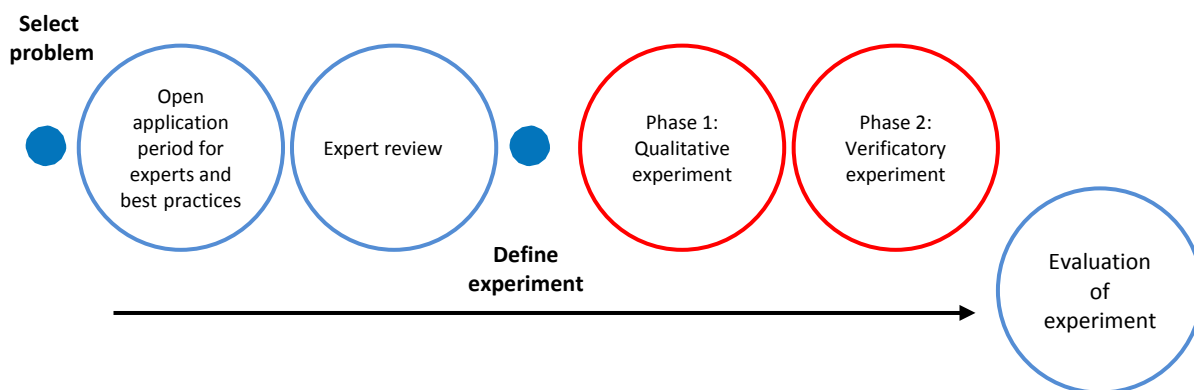 Select
problem
Open
application
period for
experts and
best practices
Expert review
Define
experiment
Phase 1:
Qualitative
experiment
Phase 2:
Verificatory
experiment
Evaluation
of
experiment